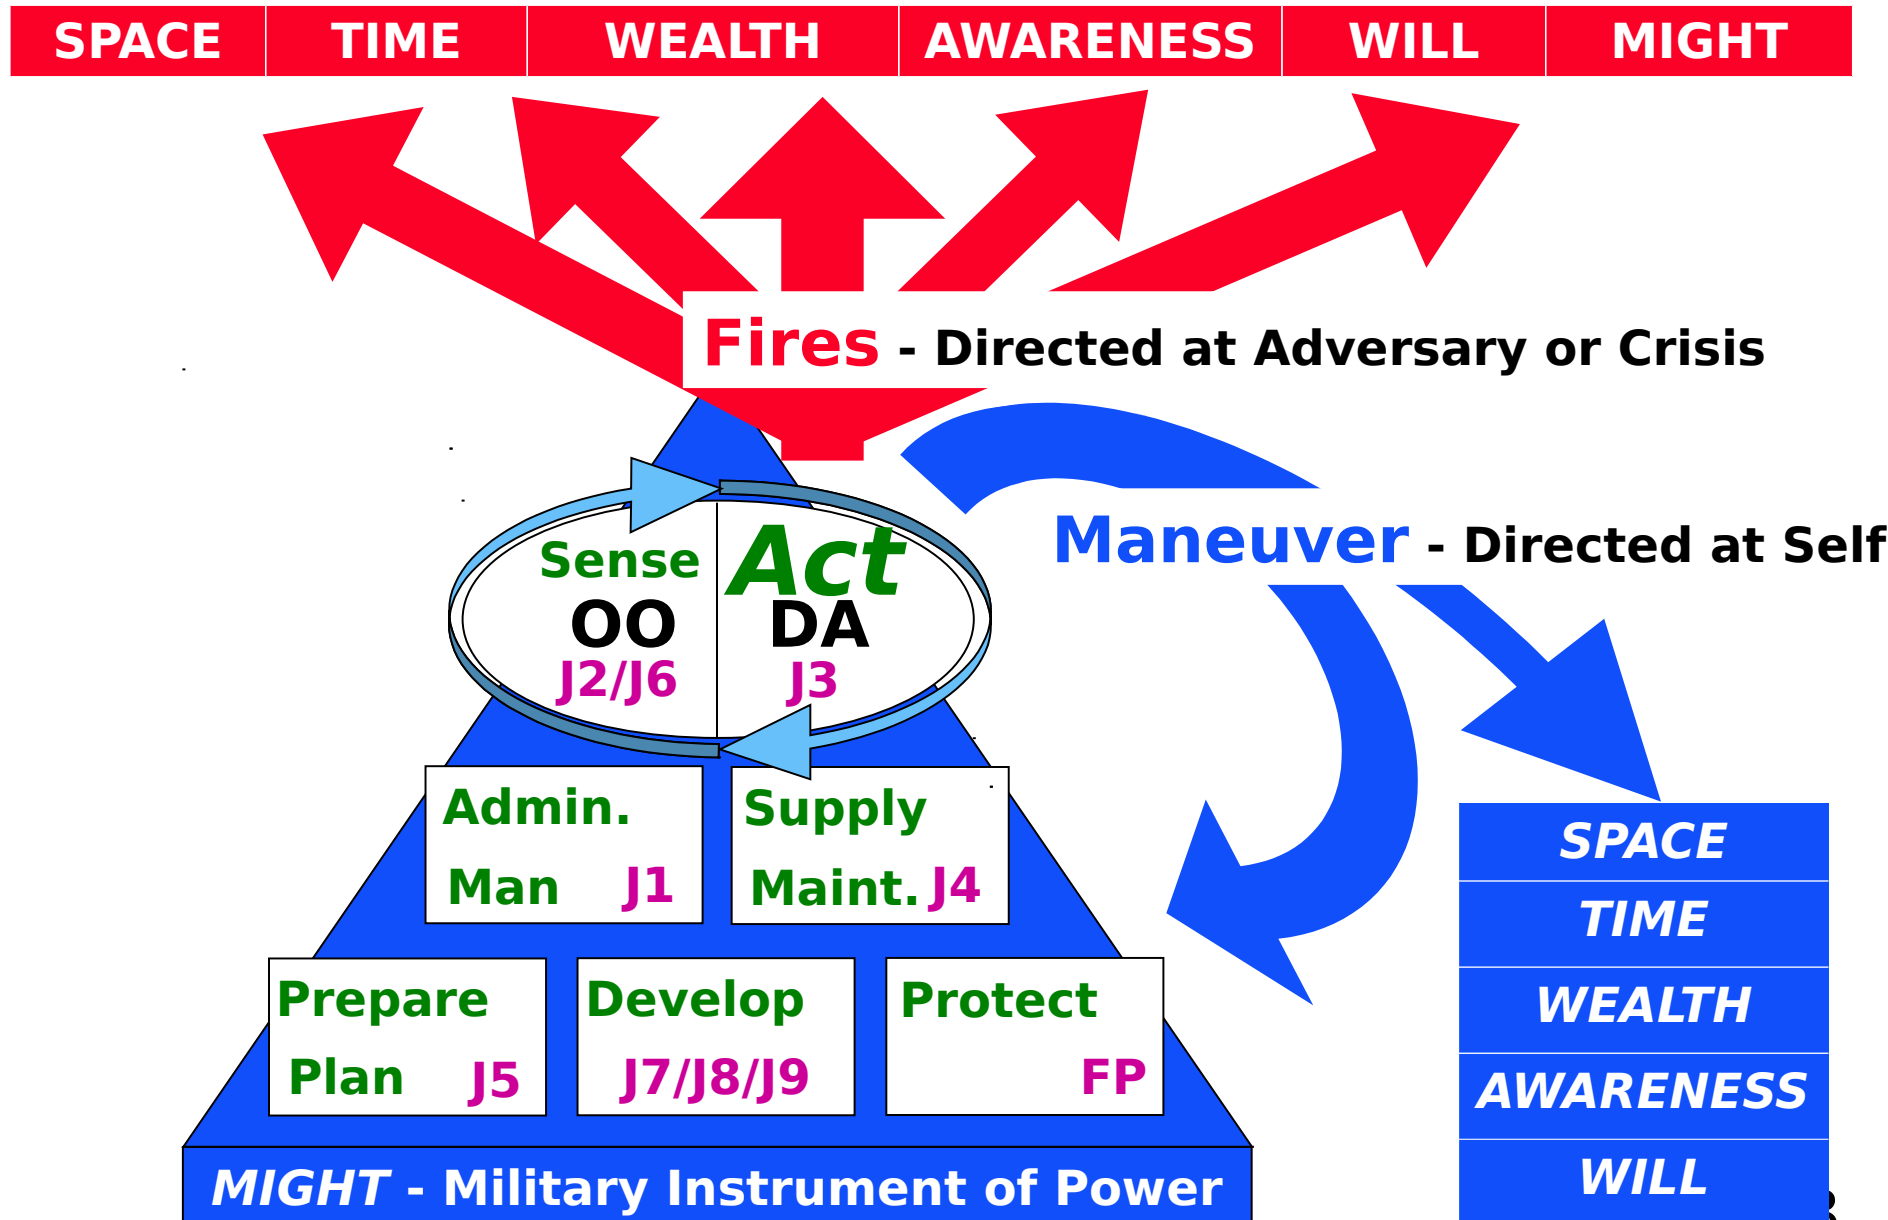 SPACE TIME WEALTH AWARENESS WILL MIGHT
Fires - Directed at Adversary or Crisis
Maneuver - Directed at Self
Sense Act
OO DA
J2/J6 J3
Admin. Supply
Man J1 Maint. J4
Prepare Develop Protect
Plan J5 J7/J8/J9 FP
MIGHT - Military Instrument of Power
SPACE
TIME
WEALTH
AWARENESS
WILL